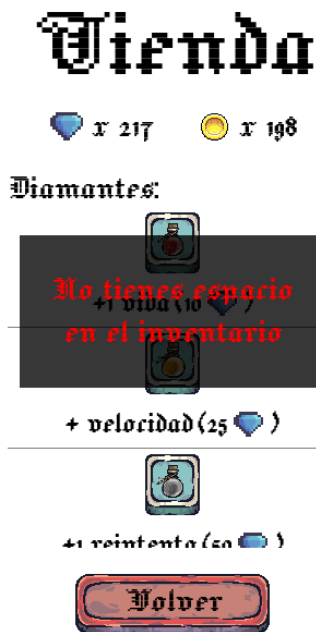 Tienda
x 217 x 198
Diamantes:
No tienes espacio
+1 vida (10 )
en el inventario
+ velocidad (25 )
+1 reintento (50 )
Volver